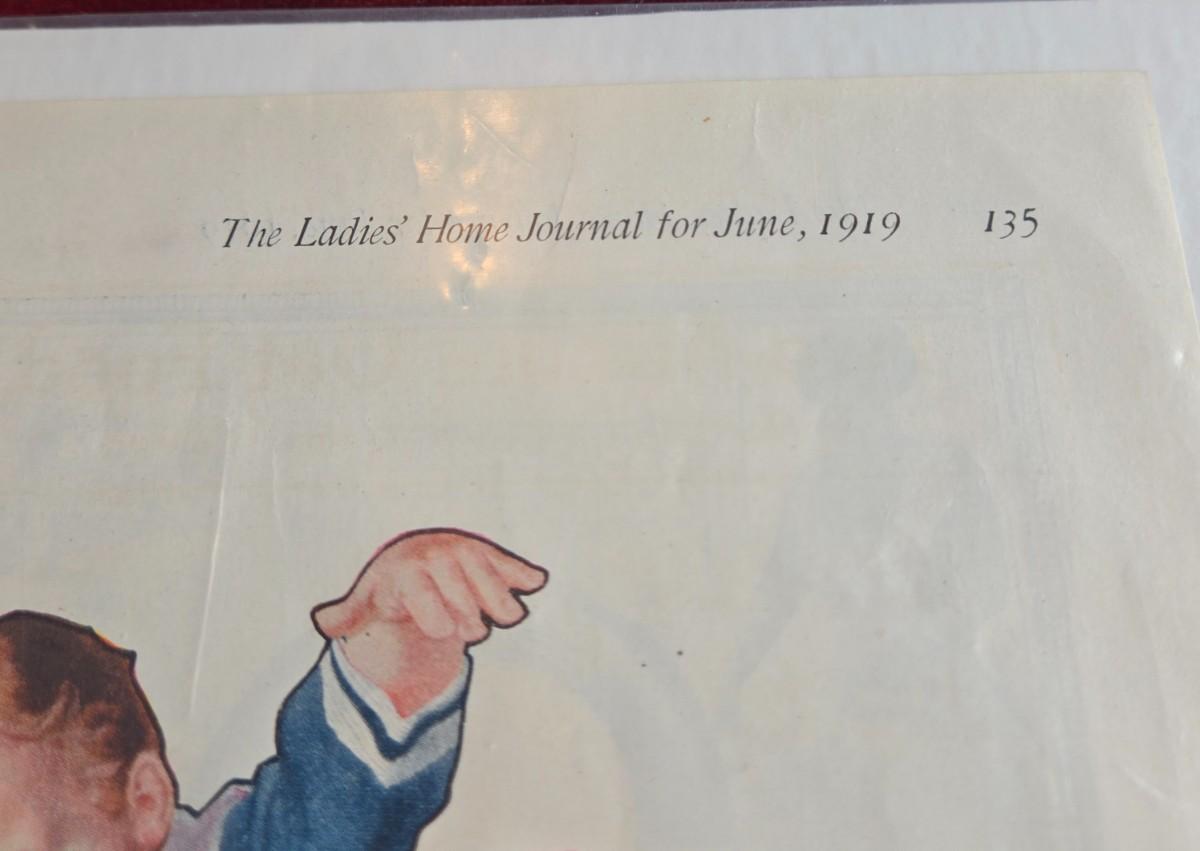 The Ladies' Home Journal for June, 1919 135